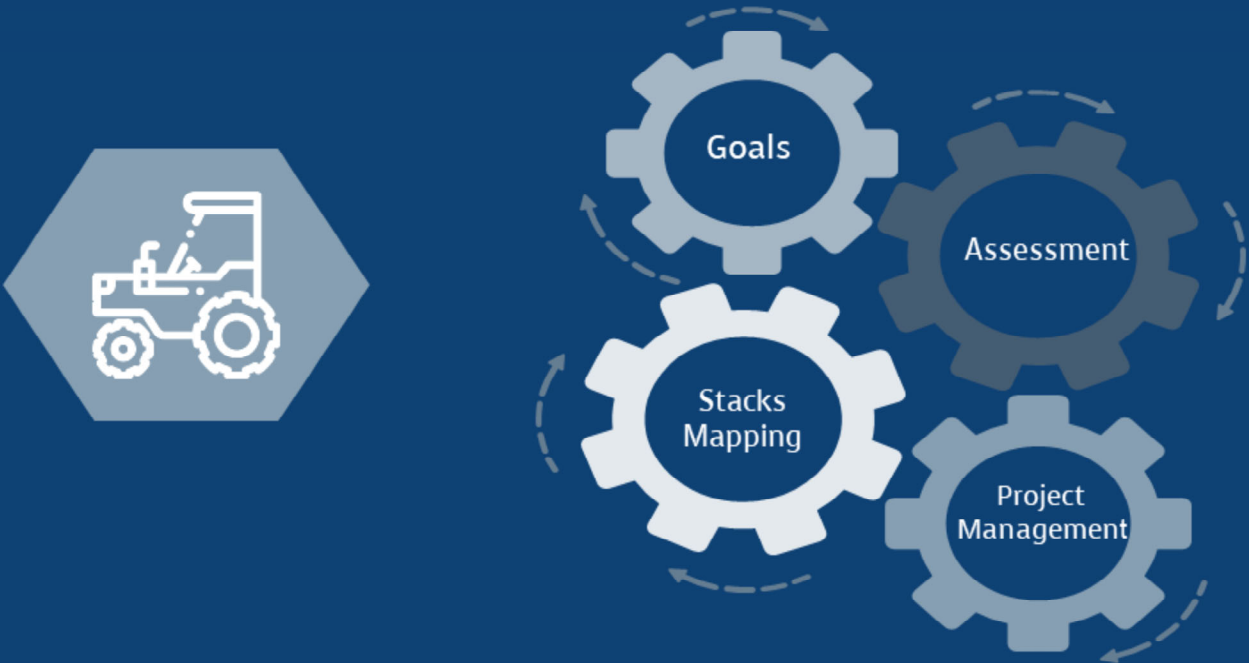 Goals
Assessment
Stacks
Mapping
Project
Management